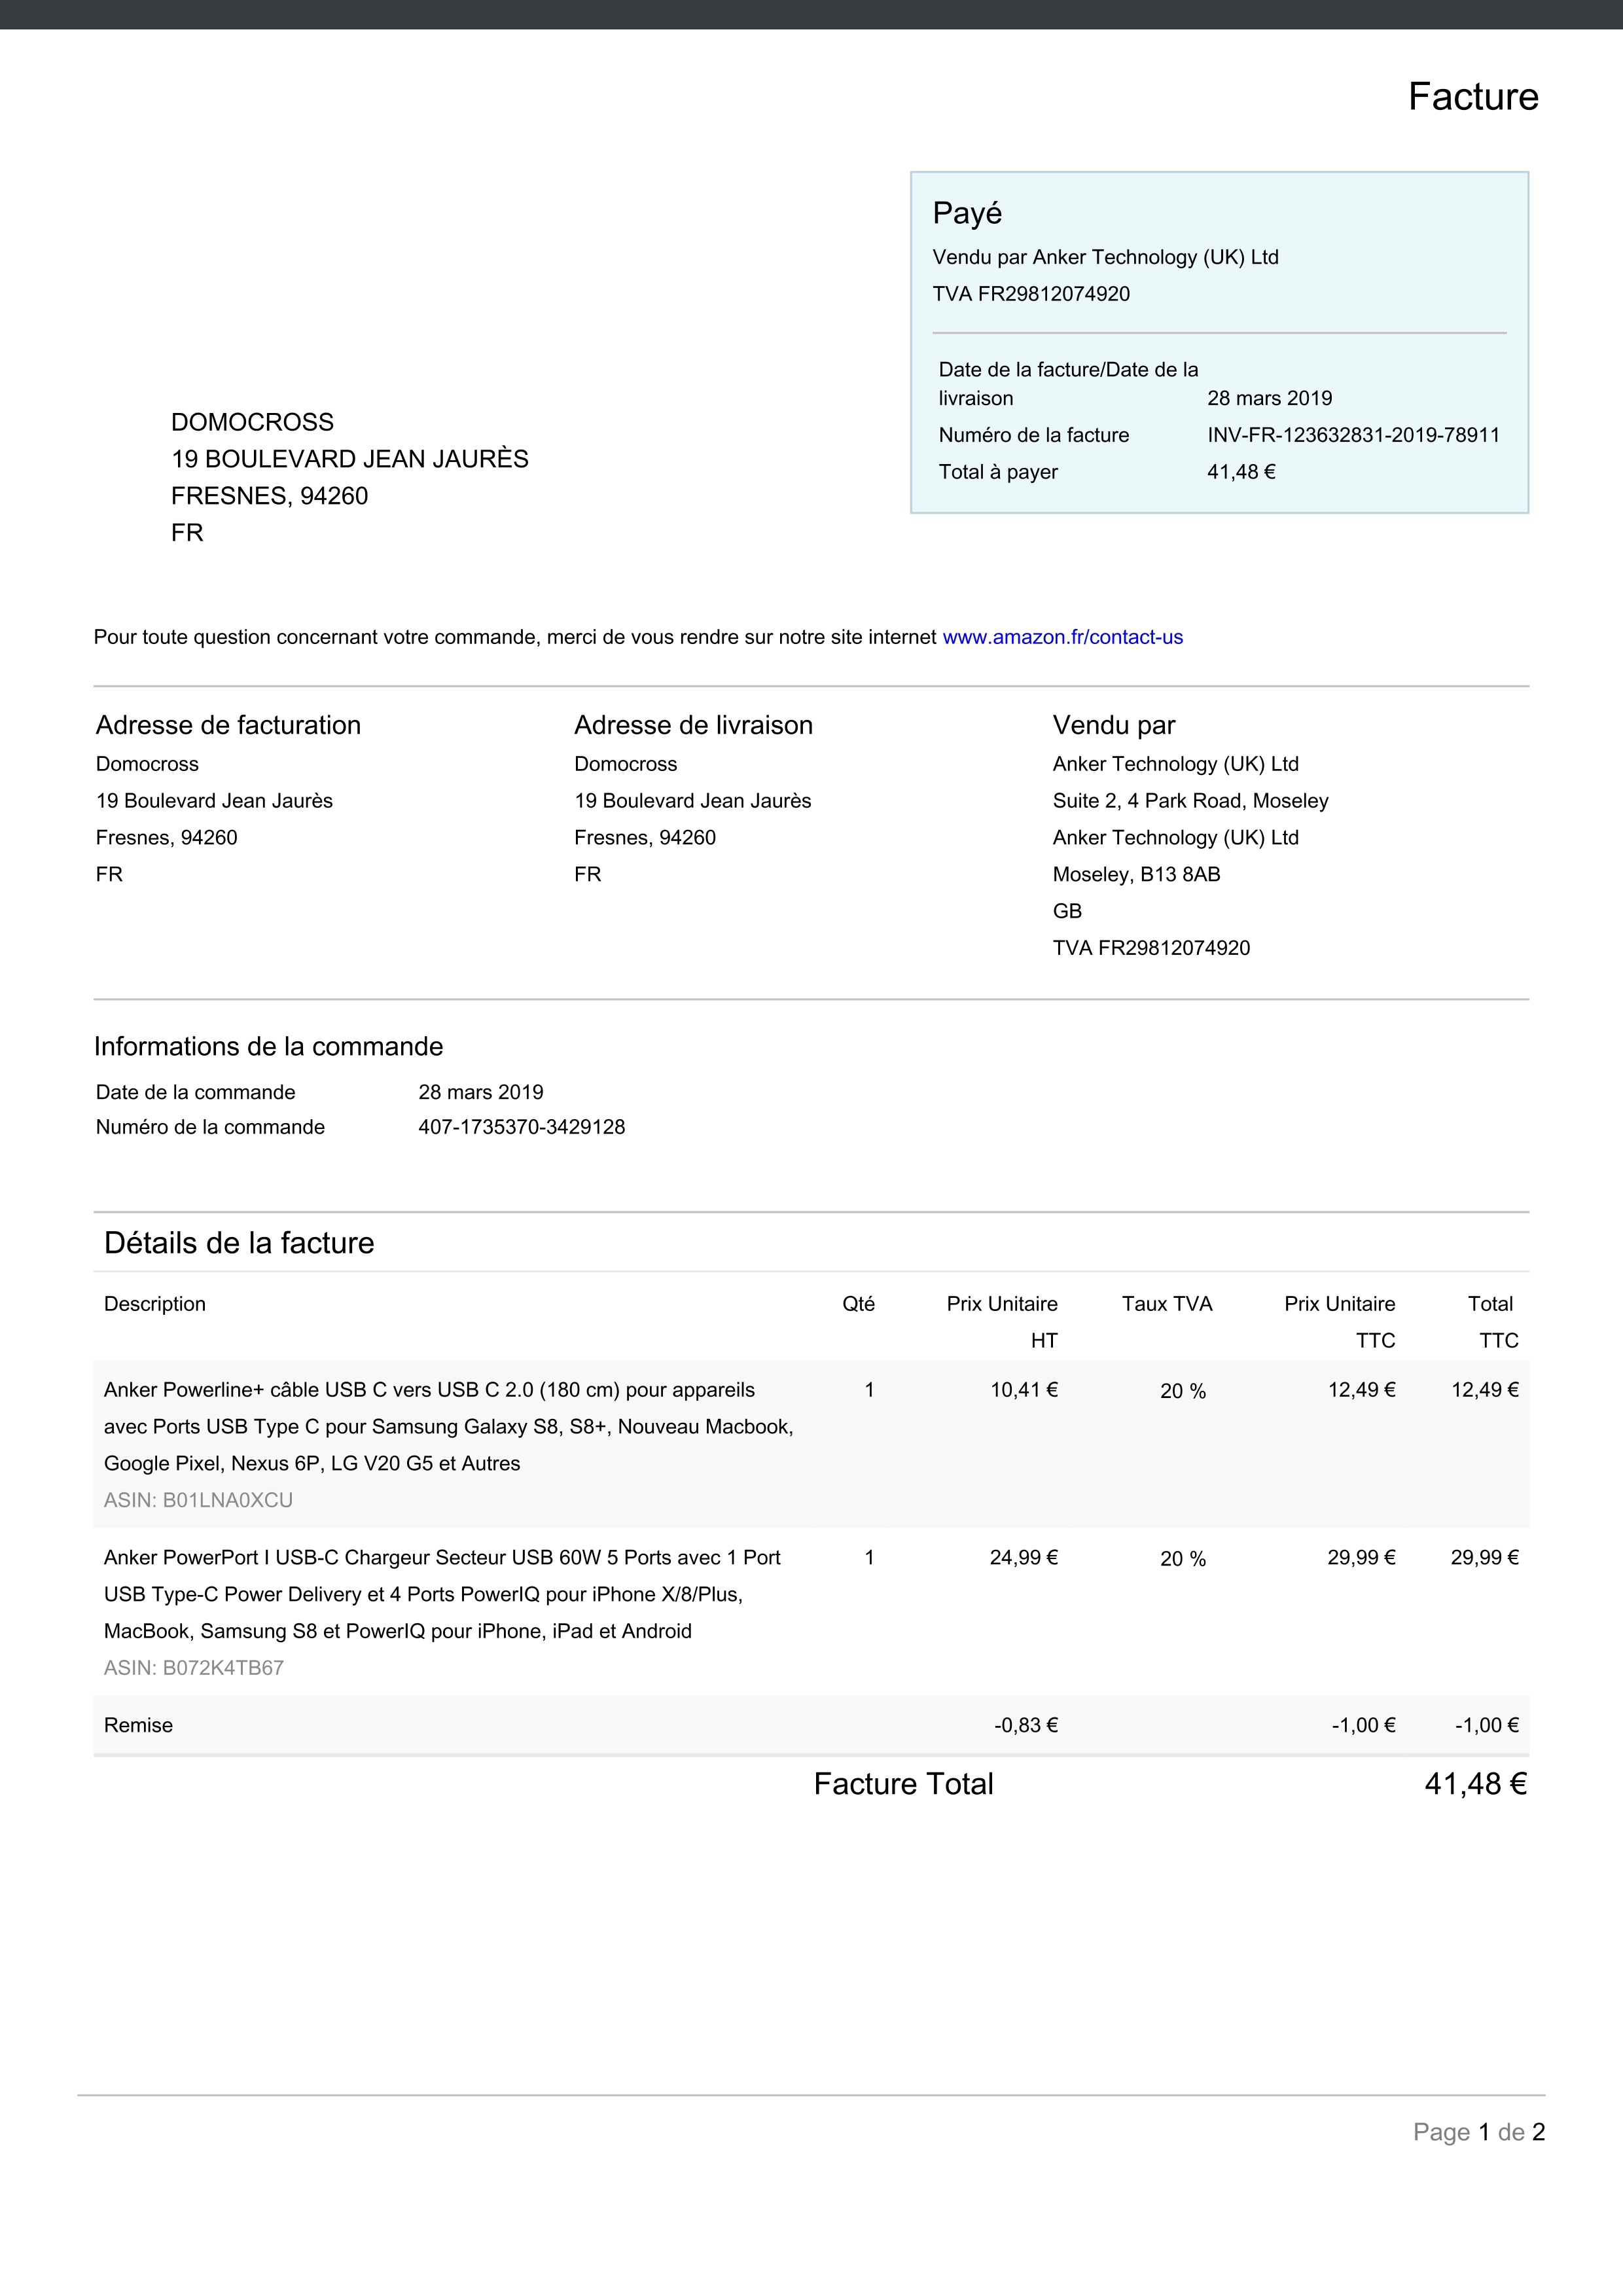 Facture
Payé
Vendu par Anker Technology (UK) Ltd
TVA FR29812074920
Date de la facture/Date de la
livraison 28 mars 2019
Numéro de la facture INV-FR-123632831-2019-78911
Total à payer 41,48 €
DOMOCROSS
19 BOULEVARD JEAN JAURÈS
FRESNES, 94260
FR
Pour toute question concernant votre commande, merci de vous rendre sur notre site internet www.amazon.fr/contact-us
Adresse de facturation
Domocross
19 Boulevard Jean Jaurès
Fresnes, 94260
FR
Adresse de livraison
Domocross
19 Boulevard Jean Jaurès
Fresnes, 94260
FR
Vendu par
Anker Technology (UK) Ltd
Suite 2, 4 Park Road, Moseley
Anker Technology (UK) Ltd
Moseley, B13 8AB
GB
TVA FR29812074920
Informations de la commande
Date de la commande 28 mars 2019
Numéro de la commande 407-1735370-3429128
Détails de la facture
Description Qté Prix Unitaire Taux TVA Prix Unitaire Total
HT TTC TTC
Anker Powerline+ câble USB C vers USB C 2.0 (180 cm) pour appareils 1 10,41 € 20 % 12,49 € 12,49 €
avec Ports USB Type C pour Samsung Galaxy S8, S8+, Nouveau Macbook,
Google Pixel, Nexus 6P, LG V20 G5 et Autres
ASIN: B01LNA0XCU
Anker PowerPort I USB-C Chargeur Secteur USB 60W 5 Ports avec 1 Port 1 24,99 € 20 % 29,99 € 29,99 €
USB Type-C Power Delivery et 4 Ports PowerIQ pour iPhone X/8/Plus,
MacBook, Samsung S8 et PowerIQ pour iPhone, iPad et Android
ASIN: B072K4TB67
Remise -0,83 € -1,00 € -1,00 €
Facture Total 41,48 €
Page 1 de 2